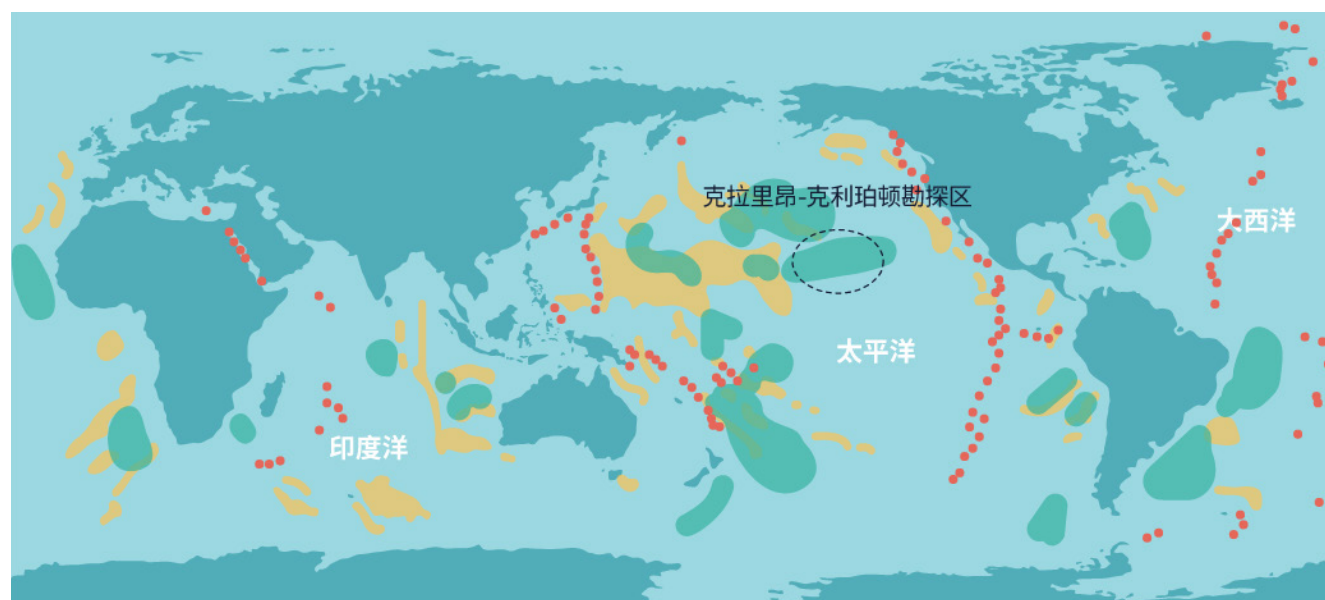 克拉里昂-克利珀顿勘探区
大西洋
太平洋
印度洋